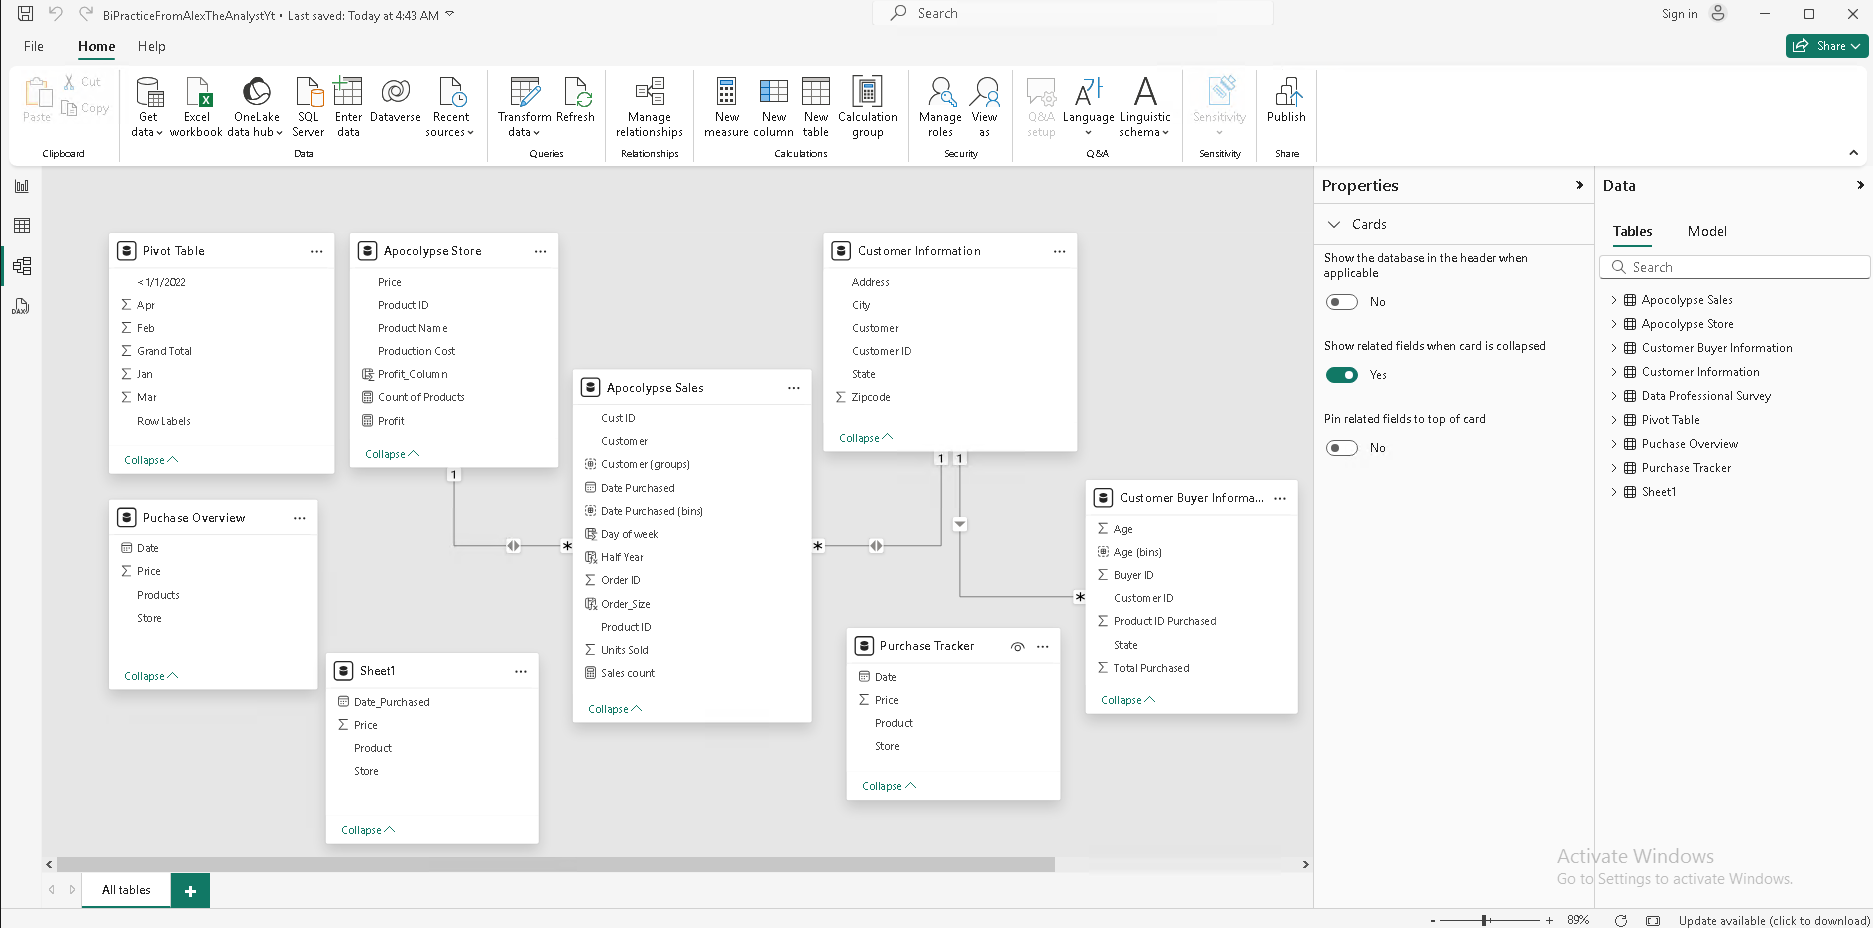 BiPracticeFromAlexTheAnalystYt • Last saved: Today at 4:43 AM
Search
Sign in
File
Home
Help
Share
Paste
Cut
Copy
Clipboard
Get data
Excel workbook
OneLake data hub
SQL Server
Enter data
Dataverse
Recent sources
Data
Transform data
Refresh
Queries
Manage relationships
Relationships
New measure
New column
New table
Calculation group
Calculations
Manage roles
View as
Security
Q&A setup
Language
Linguistic schema
Q&A
Sensitivity
Sensitivity
Publish
Share
Pivot Table
<1/1/2022
Apr
Feb
Grand Total
Jan
Mar
Row Labels
Collapse
Apocolypse Store
Price
Product ID
Product Name
Production Cost
Profit_Column
Count of Products
Profit
Collapse
1
Apocolypse Sales
Cust ID
Customer
Customer (groups)
Date Purchased
Date Purchased (bins)
Day of week
Half Year
Order ID
Order_Size
Product ID
Units Sold
Sales count
Collapse
Customer Information
Address
City
Customer
Customer ID
State
Zipcode
Collapse
1 1
Customer Buyer Informa...
Age
Age (bins)
Buyer ID
Customer ID
Product ID Purchased
State
Total Purchased
Collapse
Puchase Overview
Date
Price
Products
Store
Collapse
Sheet1
Date_Purchased
Price
Product
Store
Collapse
Purchase Tracker
Date
Price
Product
Store
Collapse
* * *
DAX
Properties
Cards
Show the database in the header when
applicable
No
Show related fields when card is collapsed
Yes
Pin related fields to top of card
No
Data
Tables
Model
Search
Apocolypse Sales
Apocolypse Store
Customer Buyer Information
Customer Information
Data Professional Survey
Pivot Table
Puchase Overview
Purchase Tracker
Sheet1
Activate Windows
Go to Settings to activate Windows.
All tables
+
- + 89%
Update available (click to download)